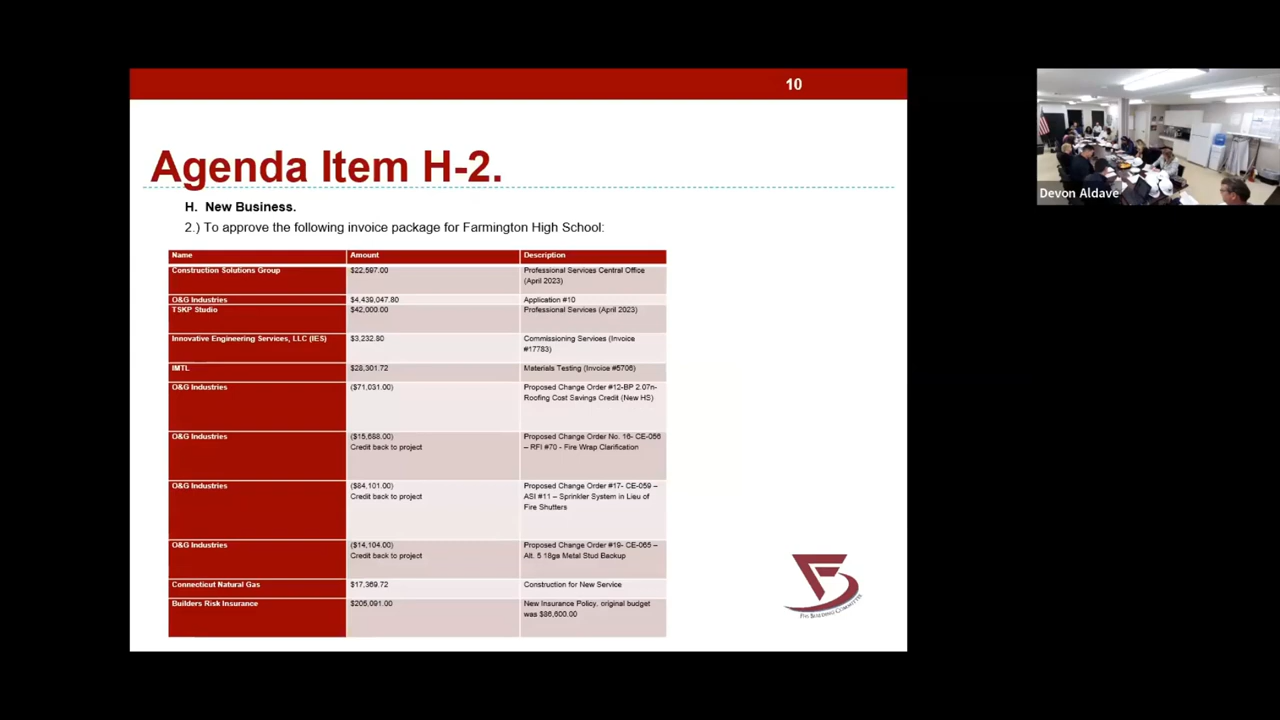 10
Agenda Item H-2.
H. New Business.
2.) To approve the following invoice package for Farmington High School:
Name Amount Description
Construction Solutions Group $22,597.00 Professional Services Central Office
(April 2023)
O&G Industries $4,439,047.80 Application #10
TSKP Studio $42,000.00 Professional Services (April 2023)
Innovative Engineering Services, LLC (IES) $3,232.80 Commissioning Services (Invoice
#17783)
IMTL $28,301.72 Materials Testing (Invoice #5706)
O&G Industries ($71,031.00) Proposed Change Order #12-BP 2.07n-
Roofing Cost Savings Credit (New HS)
O&G Industries ($15,688.00) Proposed Change Order No. 16- CE-056
Credit back to project – RFI #70 - Fire Wrap Clarification
O&G Industries ($84,101.00) Proposed Change Order #17- CE-059 –
Credit back to project ASI #11 – Sprinkler System in Lieu of
Fire Shutters
O&G Industries ($14,104.00) Proposed Change Order #19- CE-065 –
Credit back to project Alt. 5 18ga Metal Stud Backup
Connecticut Natural Gas $17,369.72 Construction for New Service
Builders Risk Insurance $205,091.00 New Insurance Policy, original budget
was $86,600.00
FHS BUILDING COMMITTEE
Devon Aldave